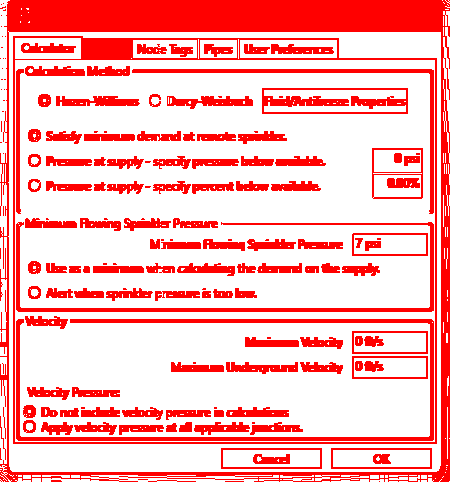 Calculator Node Tags Pipes User Preferences
Calculation Method
Hazen-Williams Darcy-Weisbach Fluid/Antifreeze Properties
Satisfy minimum demand at remote sprinkler.
Pressure at supply - specify pressure below available. 0 psi
Pressure at supply - specify percent below available. 0.00%
Minimum Flowing Sprinkler Pressure
Minimum Flowing Sprinkler Pressure 7 psi
Use as a minimum when calculating the demand on the supply.
Alert when sprinkler pressure is too low.
Velocity
Maximum Velocity 0 ft/s
Maximum Underground Velocity 0 ft/s
Velocity Pressure:
Do not include velocity pressure in calculations
Apply velocity pressure at all applicable junctions.
Cancel OK